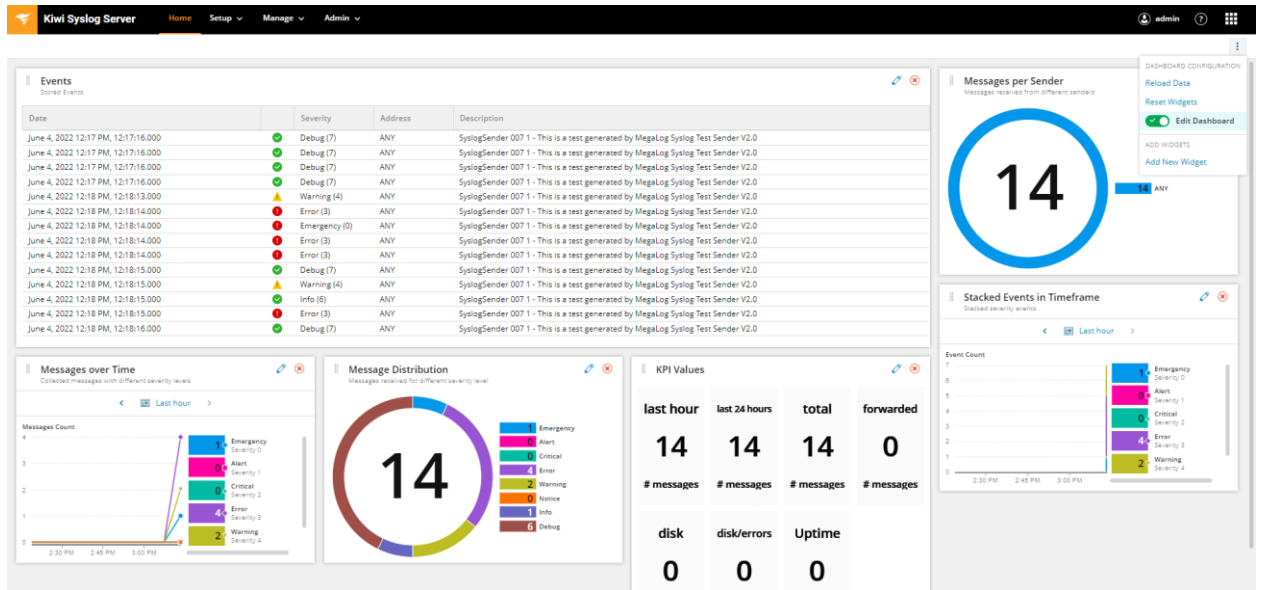 Kiwi Syslog Server Home Setup Manage Admin admin ?
DASHBOARD CONFIGURATION
Reload Data
Reset Widgets
Edit Dashboard
ADD WIDGETS
Add New Widget
Events
Stored Events
Date Severity Address Description
June 4, 2022 12:17 PM, 12:17:16.000 Debug (7) ANY SyslogSender 007 1 - This is a test generated by MegaLog Syslog Test Sender V2.0
June 4, 2022 12:17 PM, 12:17:16.000 Debug (7) ANY SyslogSender 007 1 - This is a test generated by MegaLog Syslog Test Sender V2.0
June 4, 2022 12:17 PM, 12:17:16.000 Debug (7) ANY SyslogSender 007 1 - This is a test generated by MegaLog Syslog Test Sender V2.0
June 4, 2022 12:17 PM, 12:17:16.000 Debug (7) ANY SyslogSender 007 1 - This is a test generated by MegaLog Syslog Test Sender V2.0
June 4, 2022 12:18 PM, 12:18:13.000 Warning (4) ANY SyslogSender 007 1 - This is a test generated by MegaLog Syslog Test Sender V2.0
June 4, 2022 12:18 PM, 12:18:14.000 Error (3) ANY SyslogSender 007 1 - This is a test generated by MegaLog Syslog Test Sender V2.0
June 4, 2022 12:18 PM, 12:18:14.000 Emergency (0) ANY SyslogSender 007 1 - This is a test generated by MegaLog Syslog Test Sender V2.0
June 4, 2022 12:18 PM, 12:18:14.000 Error (3) ANY SyslogSender 007 1 - This is a test generated by MegaLog Syslog Test Sender V2.0
June 4, 2022 12:18 PM, 12:18:15.000 Debug (7) ANY SyslogSender 007 1 - This is a test generated by MegaLog Syslog Test Sender V2.0
June 4, 2022 12:18 PM, 12:18:15.000 Warning (4) ANY SyslogSender 007 1 - This is a test generated by MegaLog Syslog Test Sender V2.0
June 4, 2022 12:18 PM, 12:18:15.000 Info (6) ANY SyslogSender 007 1 - This is a test generated by MegaLog Syslog Test Sender V2.0
June 4, 2022 12:18 PM, 12:18:15.000 Error (3) ANY SyslogSender 007 1 - This is a test generated by MegaLog Syslog Test Sender V2.0
June 4, 2022 12:18 PM, 12:18:16.000 Debug (7) ANY SyslogSender 007 1 - This is a test generated by MegaLog Syslog Test Sender V2.0
Messages per Sender
Messages received from different senders
14
14 ANY
Stacked Events in Timeframe
Stacked severity events
Last hour
Event Count
7
6
5
4
3
2
1
0
2:30 PM 2:45 PM 3:00 PM
1 Emergency
Severity 0
0 Alert
Severity 1
0 Critical
Severity 2
4 Error
Severity 3
2 Warning
Severity 4
Messages over Time
Collected messages with different severity levels
Last hour
Messages Count
4
3
2
1
0
2:30 PM 2:45 PM 3:00 PM
1 Emergency
Severity 0
0 Alert
Severity 1
0 Critical
Severity 2
4 Error
Severity 3
2 Warning
Severity 4
Message Distribution
Messages received for different severity level
14
1 Emergency
0 Alert
0 Critical
4 Error
2 Warning
0 Notice
1 Info
6 Debug
KPI Values
last hour last 24 hours total forwarded
14 14 14 0
# messages # messages # messages # messages
disk disk/errors Uptime
0 0 0